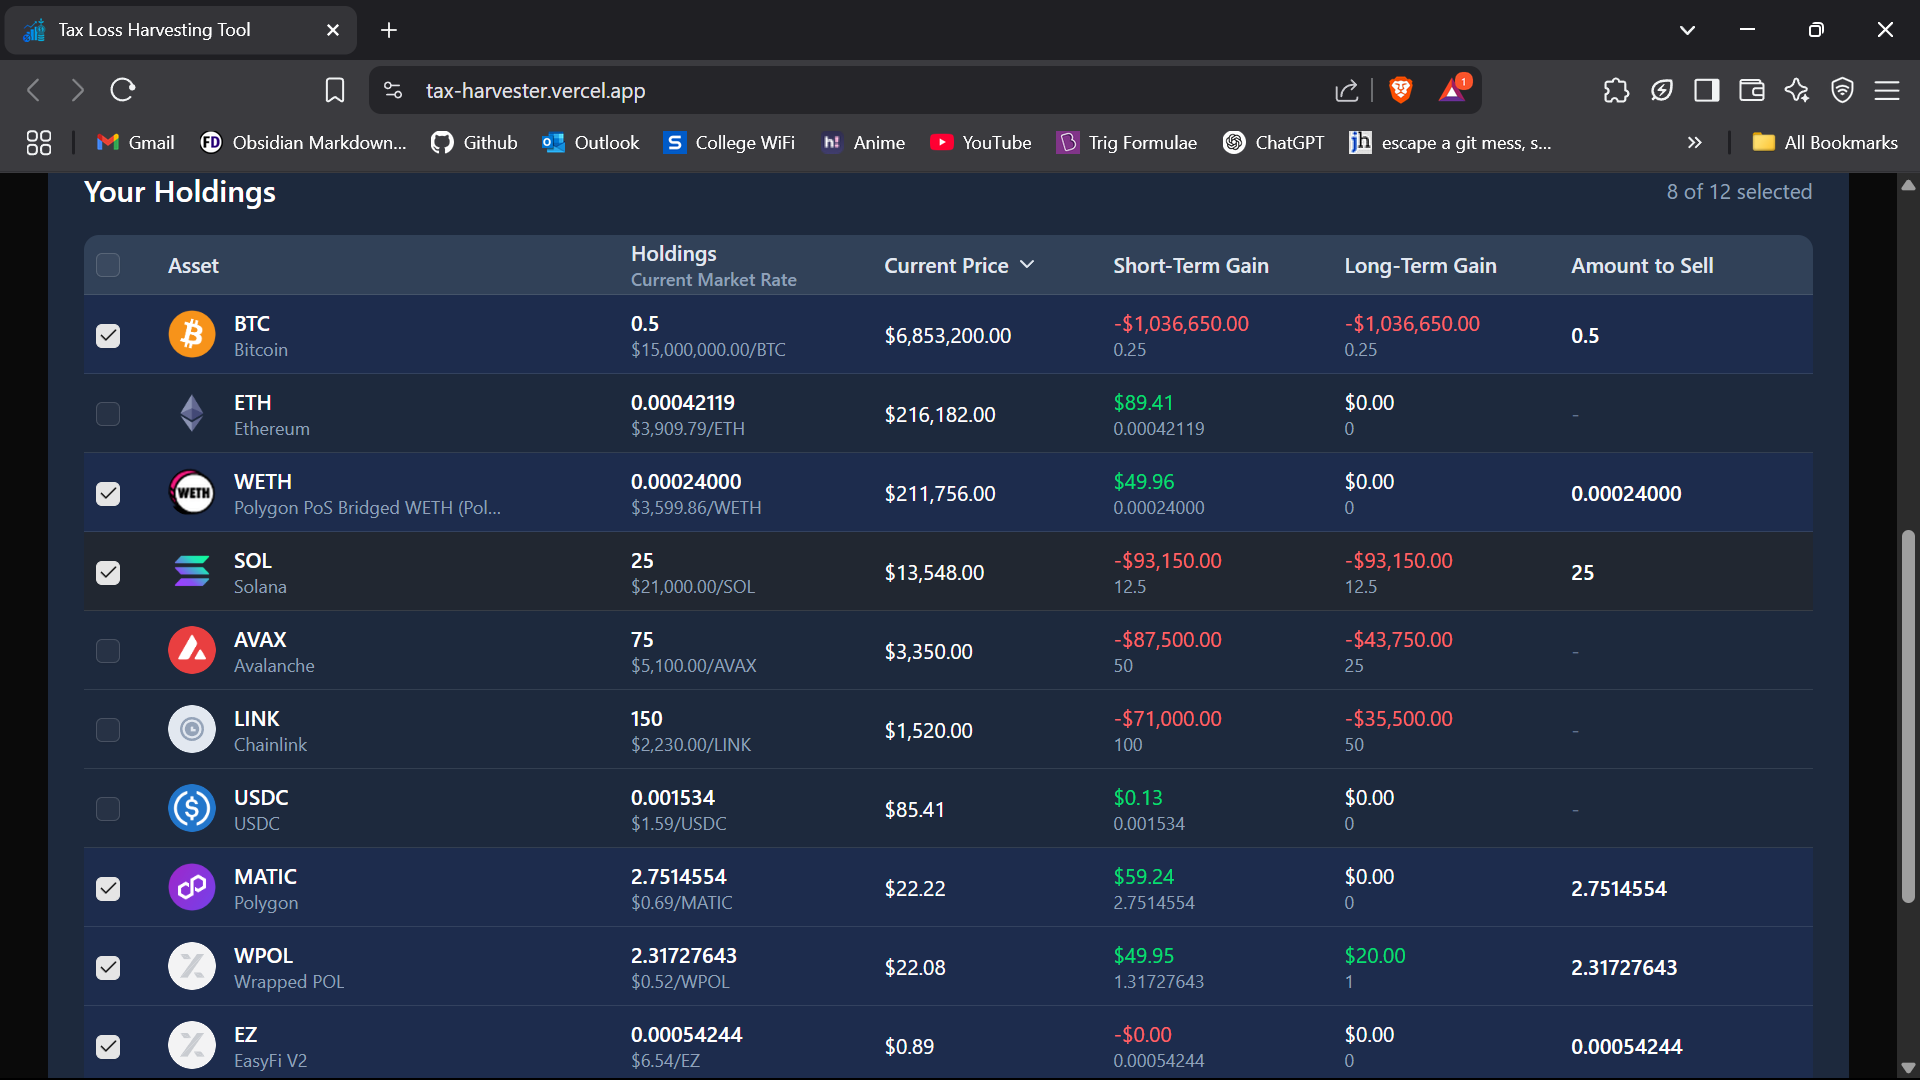 Tax Loss Harvesting Tool
tax-harvester.vercel.app
1
Gmail
FD
Obsidian Markdown...
Github
Outlook
S
College WiFi
h!
Anime
YouTube
Trig Formulae
ChatGPT
jh
escape a git mess, s...
All Bookmarks
Your Holdings
8 of 12 selected
Asset
Holdings
Current Market Rate
Current Price
Short-Term Gain
Long-Term Gain
Amount to Sell
BTC
Bitcoin
0.5
$15,000,000.00/BTC
$6,853,200.00
-$1,036,650.00
0.25
-$1,036,650.00
0.25
0.5
ETH
Ethereum
0.00042119
$3,909.79/ETH
$216,182.00
$89.41
0.00042119
$0.00
0
-
WETH
WETH
Polygon PoS Bridged WETH (Pol...
0.00024000
$3,599.86/WETH
$211,756.00
$49.96
0.00024000
$0.00
0
0.00024000
SOL
Solana
25
$21,000.00/SOL
$13,548.00
-$93,150.00
12.5
-$93,150.00
12.5
25
AVAX
Avalanche
75
$5,100.00/AVAX
$3,350.00
-$87,500.00
50
-$43,750.00
25
-
LINK
Chainlink
150
$2,230.00/LINK
$1,520.00
-$71,000.00
100
-$35,500.00
50
-
USDC
USDC
0.001534
$1.59/USDC
$85.41
$0.13
0.001534
$0.00
0
-
MATIC
Polygon
2.7514554
$0.69/MATIC
$22.22
$59.24
2.7514554
$0.00
0
2.7514554
WPOL
Wrapped POL
2.31727643
$0.52/WPOL
$22.08
$49.95
1.31727643
$20.00
1
2.31727643
EZ
EasyFi V2
0.00054244
$6.54/EZ
$0.89
-$0.00
0.00054244
$0.00
0
0.00054244